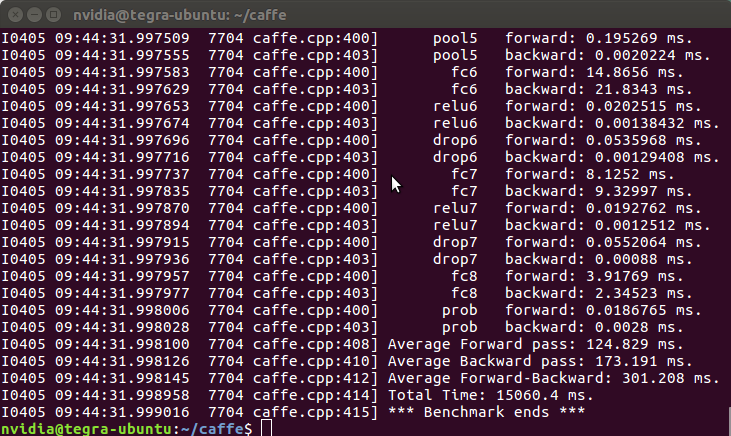 nvidia@tegra-ubuntu: ~/caffe
I0405 09:44:31.997509  7704 caffe.cpp:400]      pool5   forward: 0.195269 ms.
I0405 09:44:31.997555  7704 caffe.cpp:403]      pool5   backward: 0.0020224 ms.
I0405 09:44:31.997583  7704 caffe.cpp:400]        fc6   forward: 14.8656 ms.
I0405 09:44:31.997629  7704 caffe.cpp:403]        fc6   backward: 21.8343 ms.
I0405 09:44:31.997653  7704 caffe.cpp:400]      relu6   forward: 0.0202515 ms.
I0405 09:44:31.997674  7704 caffe.cpp:403]      relu6   backward: 0.00138432 ms.
I0405 09:44:31.997696  7704 caffe.cpp:400]      drop6   forward: 0.0535968 ms.
I0405 09:44:31.997716  7704 caffe.cpp:403]      drop6   backward: 0.00129408 ms.
I0405 09:44:31.997737  7704 caffe.cpp:400]        fc7   forward: 8.1252 ms.
I0405 09:44:31.997835  7704 caffe.cpp:403]        fc7   backward: 9.32997 ms.
I0405 09:44:31.997870  7704 caffe.cpp:400]      relu7   forward: 0.0192762 ms.
I0405 09:44:31.997894  7704 caffe.cpp:403]      relu7   backward: 0.0012512 ms.
I0405 09:44:31.997915  7704 caffe.cpp:400]      drop7   forward: 0.0552064 ms.
I0405 09:44:31.997936  7704 caffe.cpp:403]      drop7   backward: 0.00088 ms.
I0405 09:44:31.997957  7704 caffe.cpp:400]        fc8   forward: 3.91769 ms.
I0405 09:44:31.997977  7704 caffe.cpp:403]        fc8   backward: 2.34523 ms.
I0405 09:44:31.998006  7704 caffe.cpp:400]       prob   forward: 0.0186765 ms.
I0405 09:44:31.998028  7704 caffe.cpp:403]       prob   backward: 0.0028 ms.
I0405 09:44:31.998100  7704 caffe.cpp:408] Average Forward pass: 124.829 ms.
I0405 09:44:31.998126  7704 caffe.cpp:410] Average Backward pass: 173.191 ms.
I0405 09:44:31.998145  7704 caffe.cpp:412] Average Forward-Backward: 301.208 ms.
I0405 09:44:31.998958  7704 caffe.cpp:414] Total Time: 15060.4 ms.
I0405 09:44:31.999016  7704 caffe.cpp:415] *** Benchmark ends ***
nvidia@tegra-ubuntu:~/caffe$